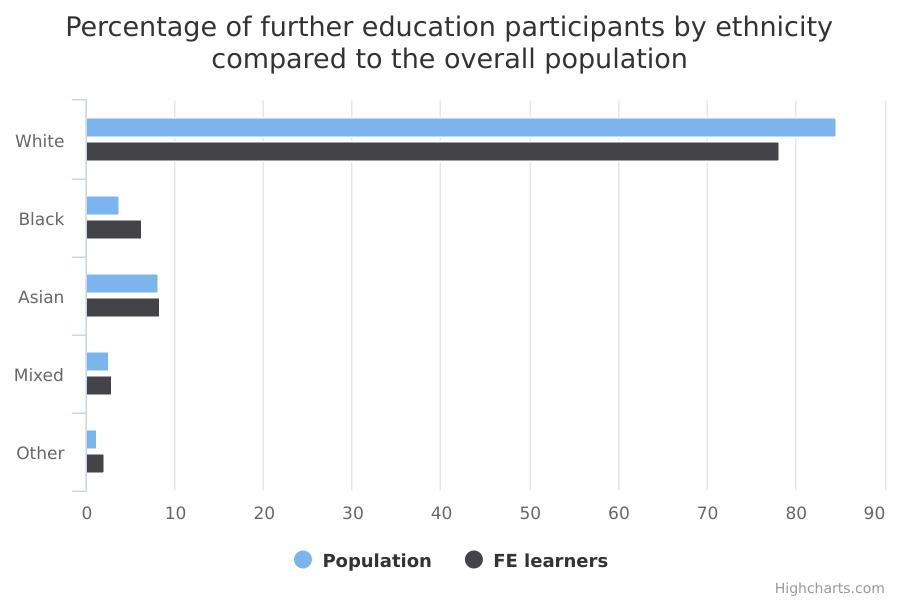 Percentage of further education participants by ethnicity
compared to the overall population
White
Black
Asian
Mixed
Other
0 10 20 30 40 50 60 70 80 90
Population FE learners
Highcharts.com